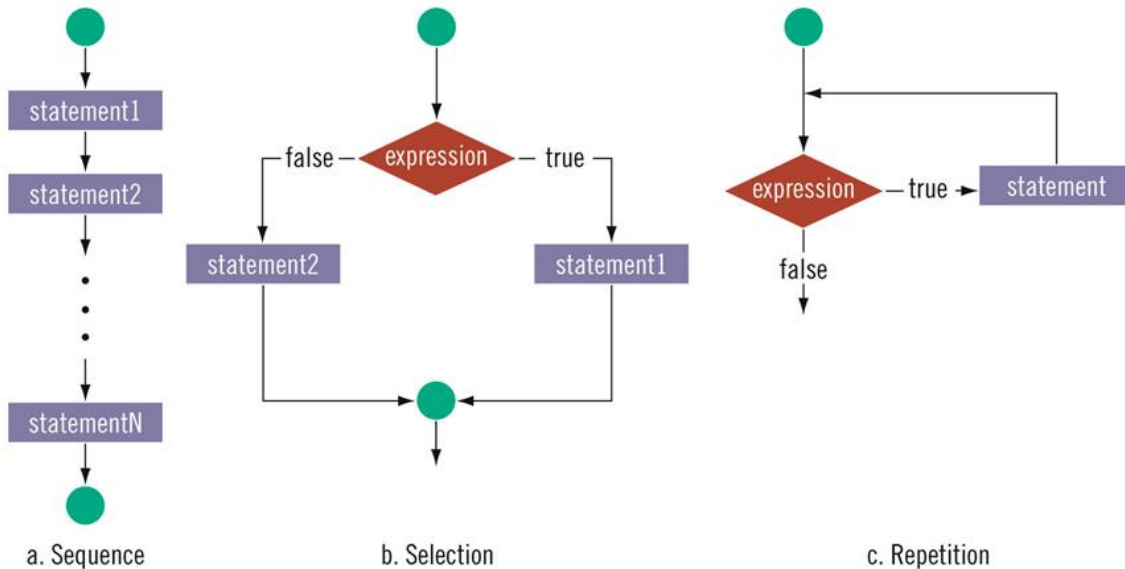 statement1
statement2
statementN
a. Sequence
false
expression
true
statement2
statement1
b. Selection
expression
true
statement
false
c. Repetition